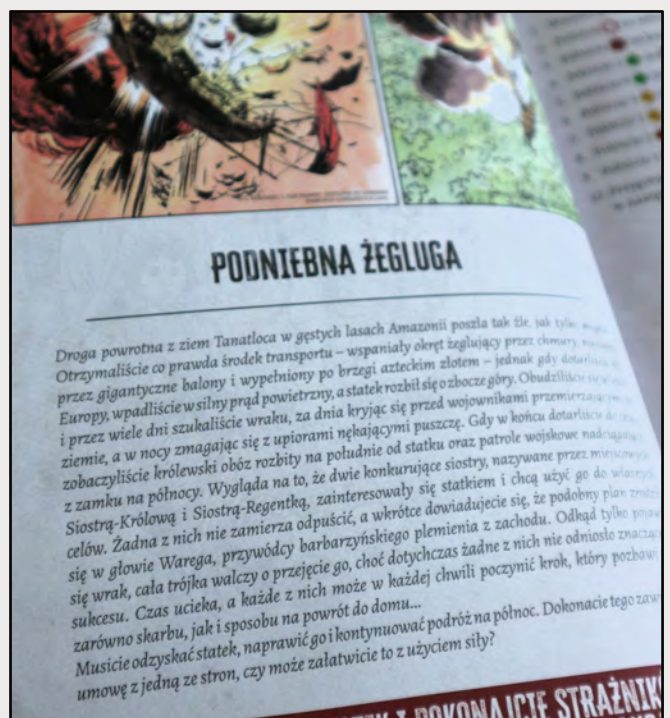 PODNIEBNA ŻEGLUGA
Droga powrotna z ziem Tanatloca w gęstych lasach Amazonii poszła tak źle, jak tylko
Otrzymaliście co prawda środek transportu – wspaniały okręt żeglujący przez chmury,
przez gigantyczne balony i wypełniony po brzegi azteckim złotem – jednak gdy
Europy, wpadliście w silny prąd powietrzny, a statek rozbił się o zbocze góry. Obudziliście się
i przez wiele dni szukaliście wraku, za dnia kryjąc się przed wojownikami
ziemie, a w nocy zmagając się z upiorami nękającymi puszczę. Gdy w końcu dotarliście do
zobaczyliście królewski obóz rozbity na południe od statku oraz patrole wojskowe
z zamku na północy. Wygląda na to, że dwie konkurujące siostry, nazywane przez
Siostrą-Królową i Siostrą-Regentką, zainteresowały się statkiem i chcą użyć go do własnych
celów. Żadna z nich nie zamierza odpuścić, a wkrótce dowiadujecie się, że podobny plan
się w głowie Warega, przywódcy barbarzyńskiego plemienia z zachodu. Odkąd tylko
się wrak, cała trójka walczy o przejęcie go, choć dotychczas żadne z nich nie odniosło
sukcesu. Czas ucieka, a każde z nich może w każdej chwili poczynić krok, który
zarówno skarbu, jak i sposobu na powrót do domu...
Musicie odzyskać statek, naprawić go i kontynuować podróż na północ. Dokonacie tego
umowę z jedną ze stron, czy może załatwicie to z użyciem siły?
I POKONAJCIE